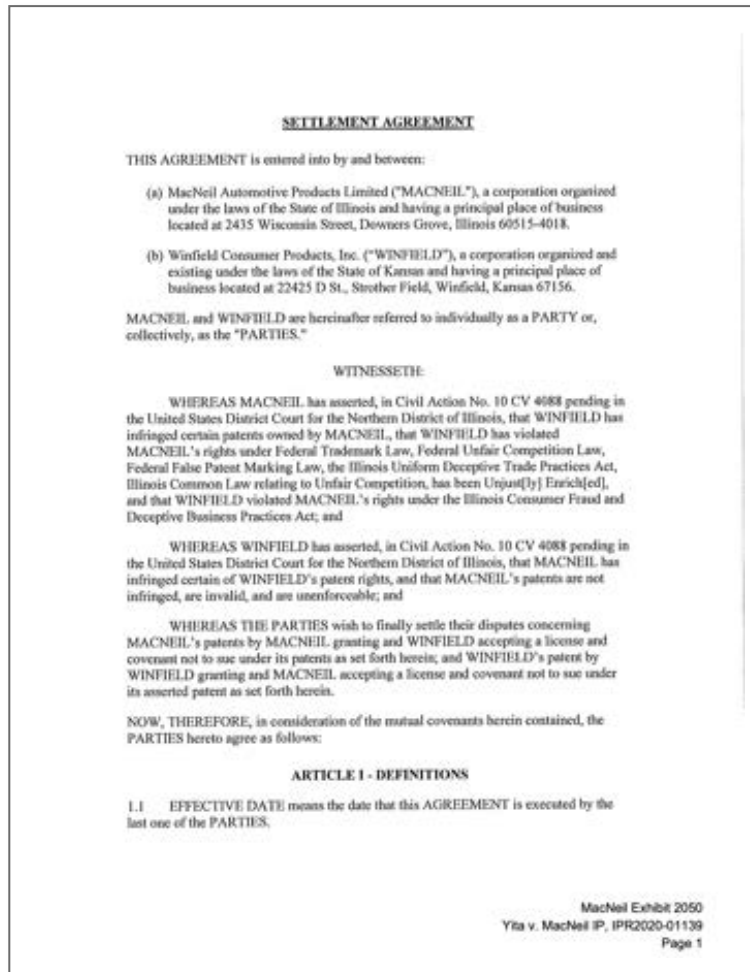 SETTLEMENT AGREEMENT
THIS AGREEMENT is entered into by and between:
(a) MacNeil Automotive Products Limited ("MACNEIL"), a corporation organized
under the laws of the State of Illinois and having a principal place of business
located at 2435 Wisconsin Street, Downers Grove, Illinois 60515-4018.
(b) Winfield Consumer Products, Inc. ("WINFIELD"), a corporation organized and
existing under the laws of the State of Kansas and having a principal place of
business located at 22425 D St., Strother Field, Winfield, Kansas 67156.
MACNEIL and WINFIELD are hereinafter referred to individually as a PARTY or,
collectively, as the "PARTIES."
WITNESSETH:
WHEREAS MACNEIL has asserted, in Civil Action No. 10 CV 4088 pending in
the United States District Court for the Northern District of Illinois, that WINFIELD has
infringed certain patents owned by MACNEIL, that WINFIELD has violated
MACNEIL's rights under Federal Trademark Law, Federal Unfair Competition Law,
Federal False Patent Marking Law, the Illinois Uniform Deceptive Trade Practices Act,
Illinois Common Law relating to Unfair Competition, has been Unjust[ly] Enrich[ed],
and that WINFIELD violated MACNEIL's rights under the Illinois Consumer Fraud and
Deceptive Business Practices Act; and
WHEREAS WINFIELD has asserted, in Civil Action No. 10 CV 4088 pending in
the United States District Court for the Northern District of Illinois, that MACNEIL has
infringed certain of WINFIELD's patent rights, and that MACNEIL's patents are not
infringed, are invalid, and are unenforceable; and
WHEREAS THE PARTIES wish to finally settle their disputes concerning
MACNEIL's patents by MACNEIL granting and WINFIELD accepting a license and
covenant not to sue under its patents as set forth herein; and WINFIELD's patent by
WINFIELD granting and MACNEIL accepting a license and covenant not to sue under
its asserted patent as set forth herein.
NOW, THEREFORE, in consideration of the mutual covenants herein contained, the
PARTIES hereto agree as follows:
ARTICLE I - DEFINITIONS
1.1 EFFECTIVE DATE means the date that this AGREEMENT is executed by the
last one of the PARTIES.
MacNeil Exhibit 2050
Yita v. MacNeil IP, IPR2020-01139
Page 1